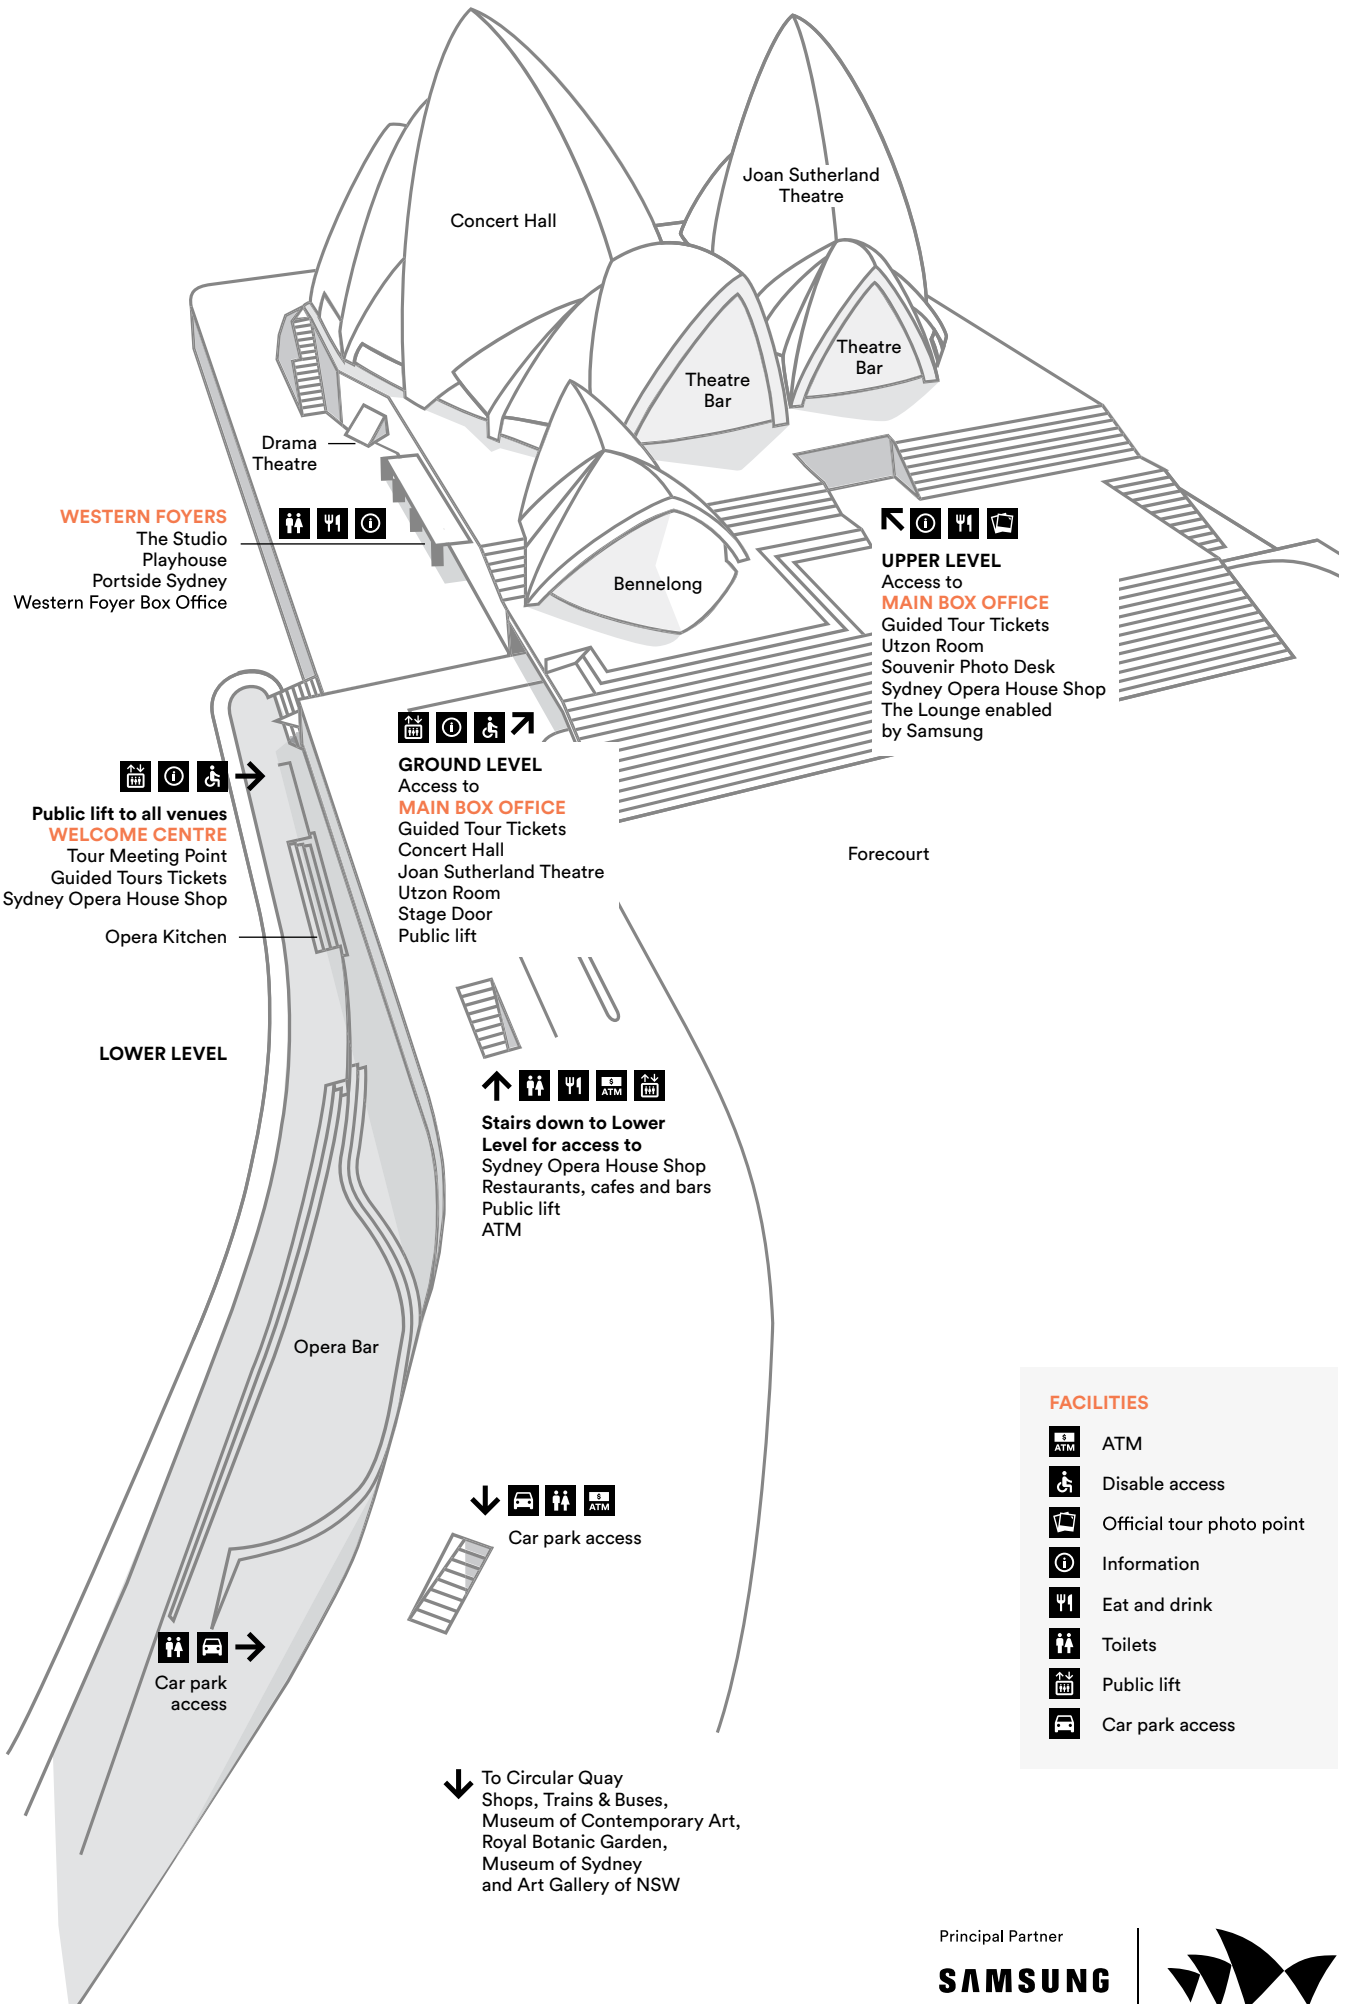 Joan Sutherland
Theatre
Concert Hall
Theatre
Bar
Theatre
Bar
Drama
Theatre
WESTERN FOYERS
The Studio
Playhouse
Portside Sydney
Western Foyer Box Office
Bennelong
UPPER LEVEL
Access to
MAIN BOX OFFICE
Guided Tour Tickets
Utzon Room
Souvenir Photo Desk
Sydney Opera House Shop
The Lounge enabled
by Samsung
GROUND LEVEL
Access to
MAIN BOX OFFICE
Guided Tour Tickets
Concert Hall
Joan Sutherland Theatre
Utzon Room
Stage Door
Public lift
Public lift to all venues
WELCOME CENTRE
Tour Meeting Point
Guided Tours Tickets
Sydney Opera House Shop
Opera Kitchen
Forecourt
LOWER LEVEL
$
ATM
Stairs down to Lower
Level for access to
Sydney Opera House Shop
Restaurants, cafes and bars
Public lift
ATM
Opera Bar
$
ATM
Car park access
Car park
access
FACILITIES
$
ATM
ATM
Disable access
Official tour photo point
Information
Eat and drink
Toilets
Public lift
Car park access
To Circular Quay
Shops, Trains & Buses,
Museum of Contemporary Art,
Royal Botanic Garden,
Museum of Sydney
and Art Gallery of NSW
Principal Partner
SAMSUNG